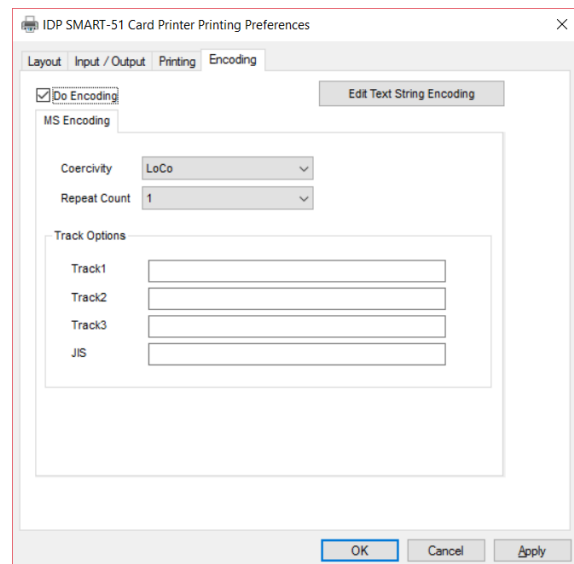 IDP SMART-51 Card Printer Printing Preferences
Layout Input / Output Printing Encoding
Do Encoding Edit Text String Encoding
MS Encoding
Coercivity LoCo
Repeat Count 1
Track Options
Track1
Track2
Track3
JIS
OK Cancel Apply